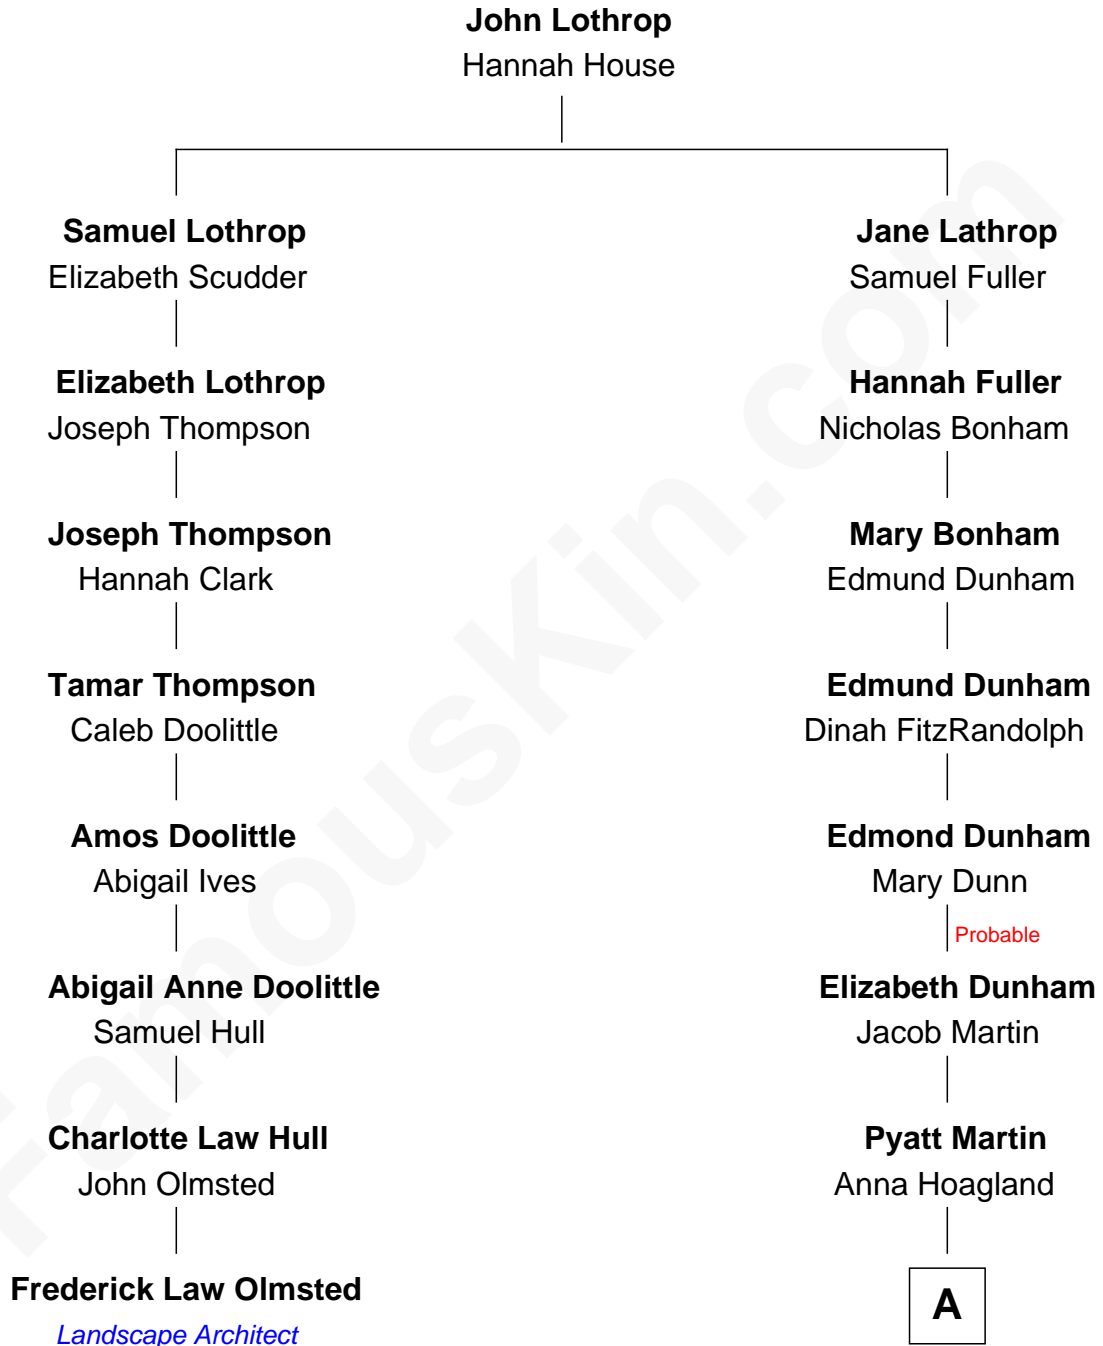 John Lothrop
Hannah House
Samuel Lothrop
Elizabeth Scudder
Elizabeth Lothrop
Joseph Thompson
Joseph Thompson
Hannah Clark
Tamar Thompson
Caleb Doolittle
Amos Doolittle
Abigail Ives
Abigail Anne Doolittle
Samuel Hull
Charlotte Law Hull
John Olmsted
Frederick Law Olmsted
Landscape Architect
Jane Lathrop
Samuel Fuller
Hannah Fuller
Nicholas Bonham
Mary Bonham
Edmund Dunham
Edmund Dunham
Dinah FitzRandolph
Edmond Dunham
Mary Dunn
Probable
Elizabeth Dunham
Jacob Martin
Pyatt Martin
Anna Hoagland
A
FamousKin.com